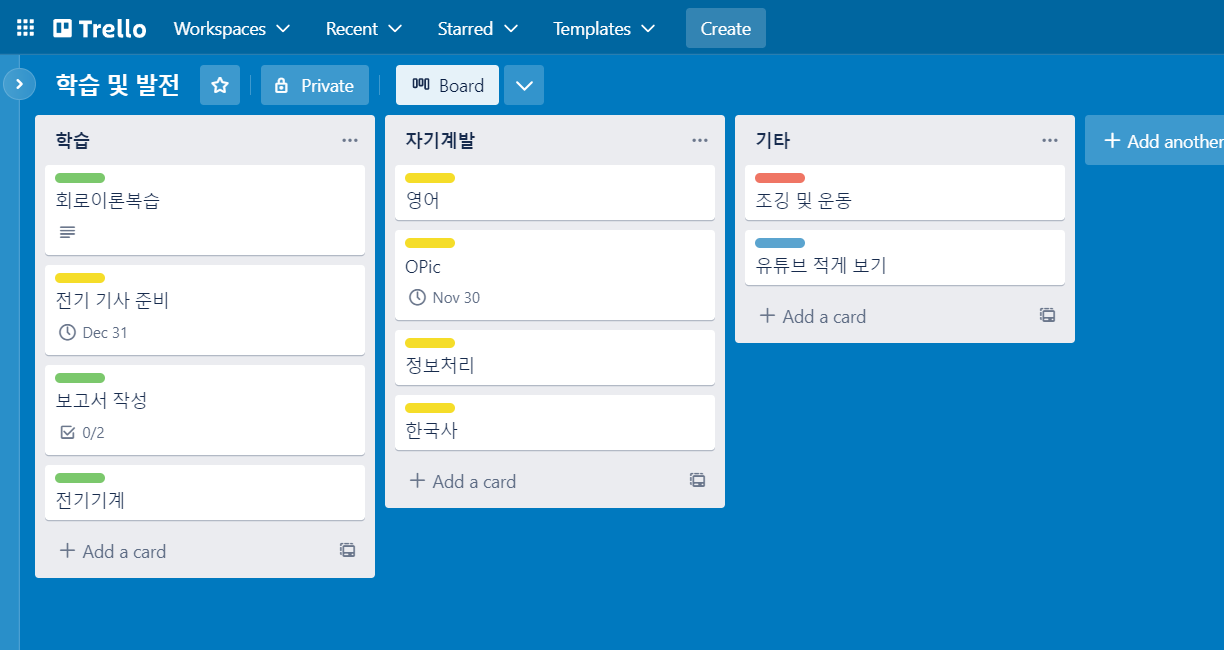 Trello Workspaces Recent Starred Templates Create
학습 및 발전 Private Board
학습
회로이론복습
전기 기사 준비
Dec 31
보고서 작성
0/2
전기기계
+ Add a card
자기계발
영어
OPic
Nov 30
정보처리
한국사
+ Add a card
기타
조깅 및 운동
유튜브 적게 보기
+ Add a card
+ Add another